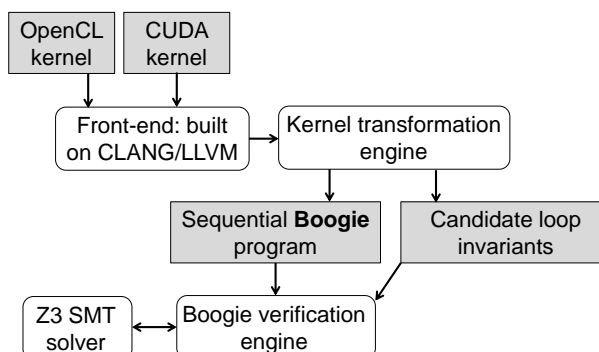 OpenCL
kernel
CUDA
kernel
Front-end: built
on CLANG/LLVM
Kernel transformation
engine
Sequential Boogie
program
Candidate loop
invariants
Z3 SMT
solver
Boogie verification
engine